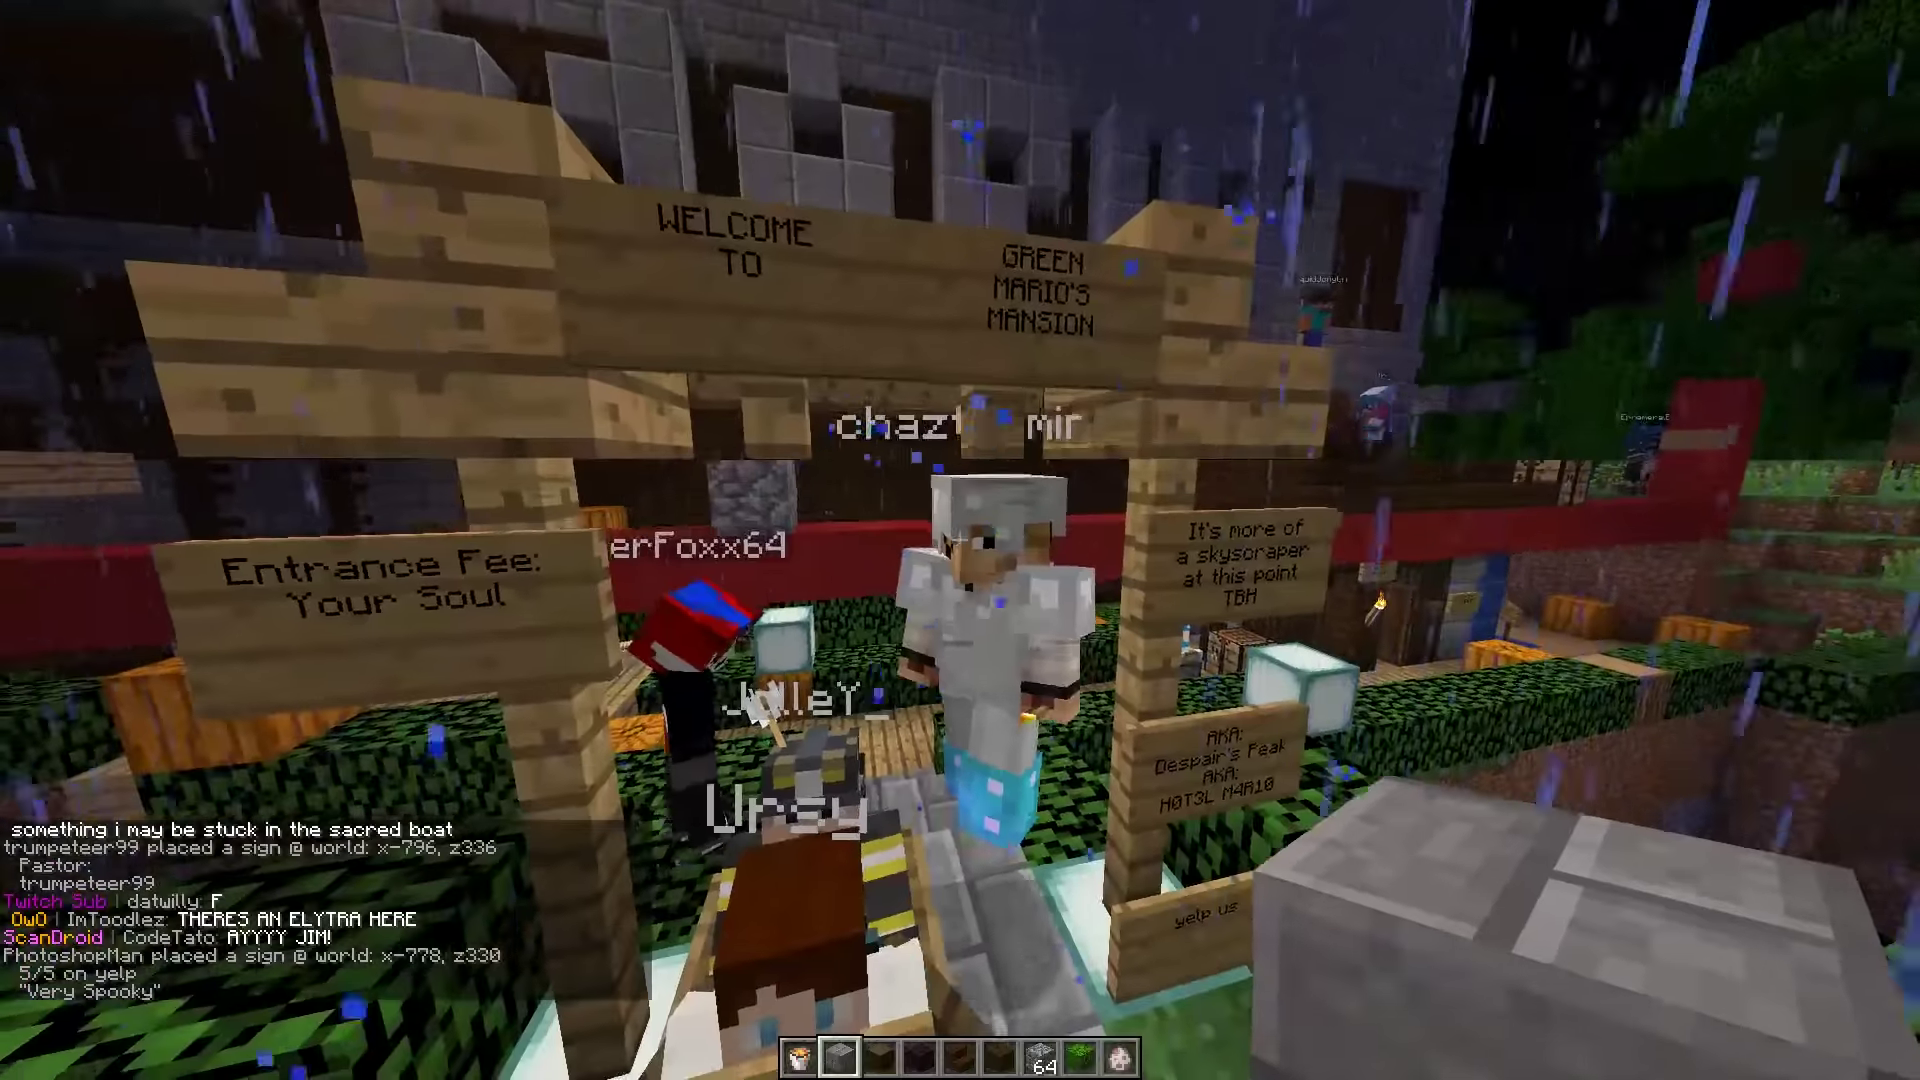 WELCOME
TO
GREEN
MARIO'S
MANSION
mir
erFoxx64
Entrance Fee:
Your Soul
It's more of
a skyscraper
at this point
TBH
AKA:
Despair's Peak
AKA:
H0T3L M4R10
yelp us
Ursy
something i may be stuck in the sacred boat
trumpeteer99 placed a sign @ world: x-796, z336
Pastor:
trumpeteer99
Twitch Sub | datwilly: F
OwO | ImToodlez: THERES AN ELYTRA HERE
ScanDroid | CodeTato: AYYYY JIM!
PhotoshopMan placed a sign @ world: x-778, z330
5/5 on yelp
"Very Spooky"
64